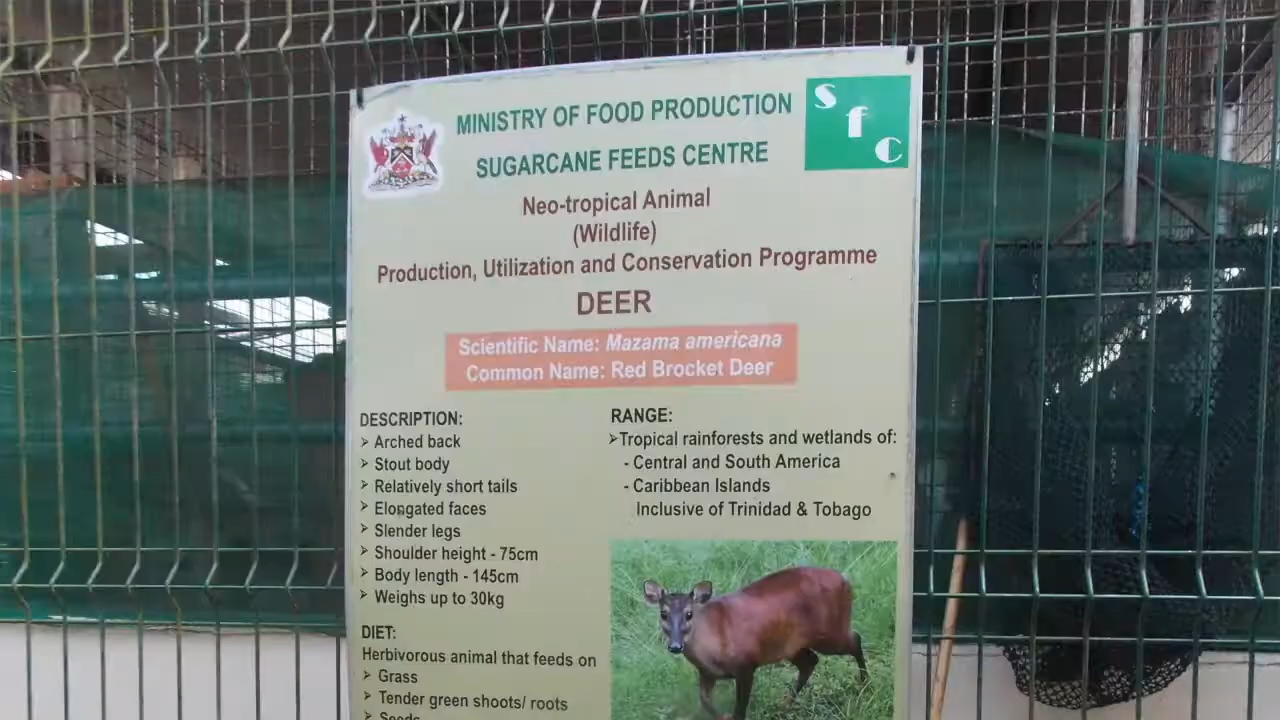 MINISTRY OF FOOD PRODUCTION
SUGARCANE FEEDS CENTRE
S
f
C
Neo-tropical Animal
(Wildlife)
Production, Utilization and Conservation Programme
DEER
Scientific Name: Mazama americana
Common Name: Red Brocket Deer
DESCRIPTION:
➢ Arched back
➢ Stout body
➢ Relatively short tails
➢ Elongated faces
➢ Slender legs
➢ Shoulder height - 75cm
➢ Body length - 145cm
➢ Weighs up to 30kg
DIET:
Herbivorous animal that feeds on
➢ Grass
➢ Tender green shoots/ roots
➢ Seeds
RANGE:
➢Tropical rainforests and wetlands of:
- Central and South America
- Caribbean Islands
Inclusive of Trinidad & Tobago